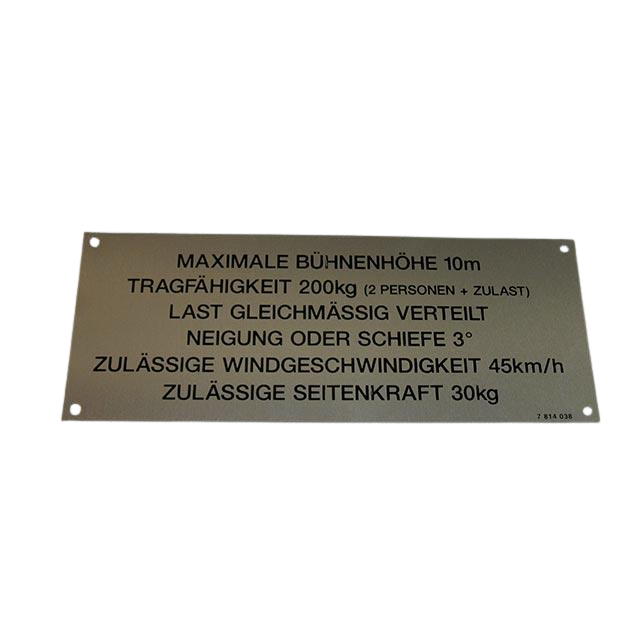 MAXIMALE BÜHNENHÖHE 10m
TRAGFÄHIGKEIT 200kg (2 PERSONEN + ZULAST)
LAST GLEICHMÄSSIG VERTEILT
NEIGUNG ODER SCHIEFE 3°
ZULÄSSIGE WINDGESCHWINDIGKEIT 45km/h
ZULÄSSIGE SEITENKRAFT 30kg
7 814 038